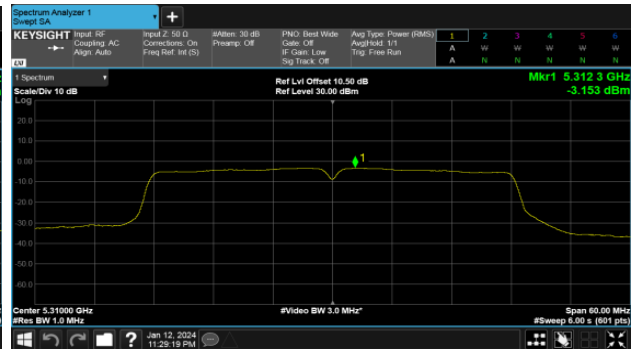 Spectrum Analyzer 1
Swept SA
+
KEYSIGHT Input: RF Input Z: 50 Ω #Atten: 30 dB PNO: Best Wide Avg Type: Power (RMS) 1 2 3 4 5 6
Coupling: AC Corrections: On Preamp: Off Gate: Off Avg|Hold: 1/1 A W W W W W
Align: Auto Freq Ref: Int (S) IF Gain: Low Trig: Free Run A N N N N N
Sig Track: Off
LXI
1 Spectrum Ref Lvl Offset 10.50 dB Mkr1 5.312 3 GHz
Scale/Div 10 dB Ref Level 30.00 dBm -3.153 dBm
Log
20.0
10.0
0.00
1
-10.0
-20.0
-30.0
-40.0
-50.0
-60.0
Center 5.31000 GHz #Video BW 3.0 MHz* Span 60.00 MHz
#Res BW 1.0 MHz #Sweep 6.00 s (601 pts)
? Jan 12, 2024
11:29:19 PM